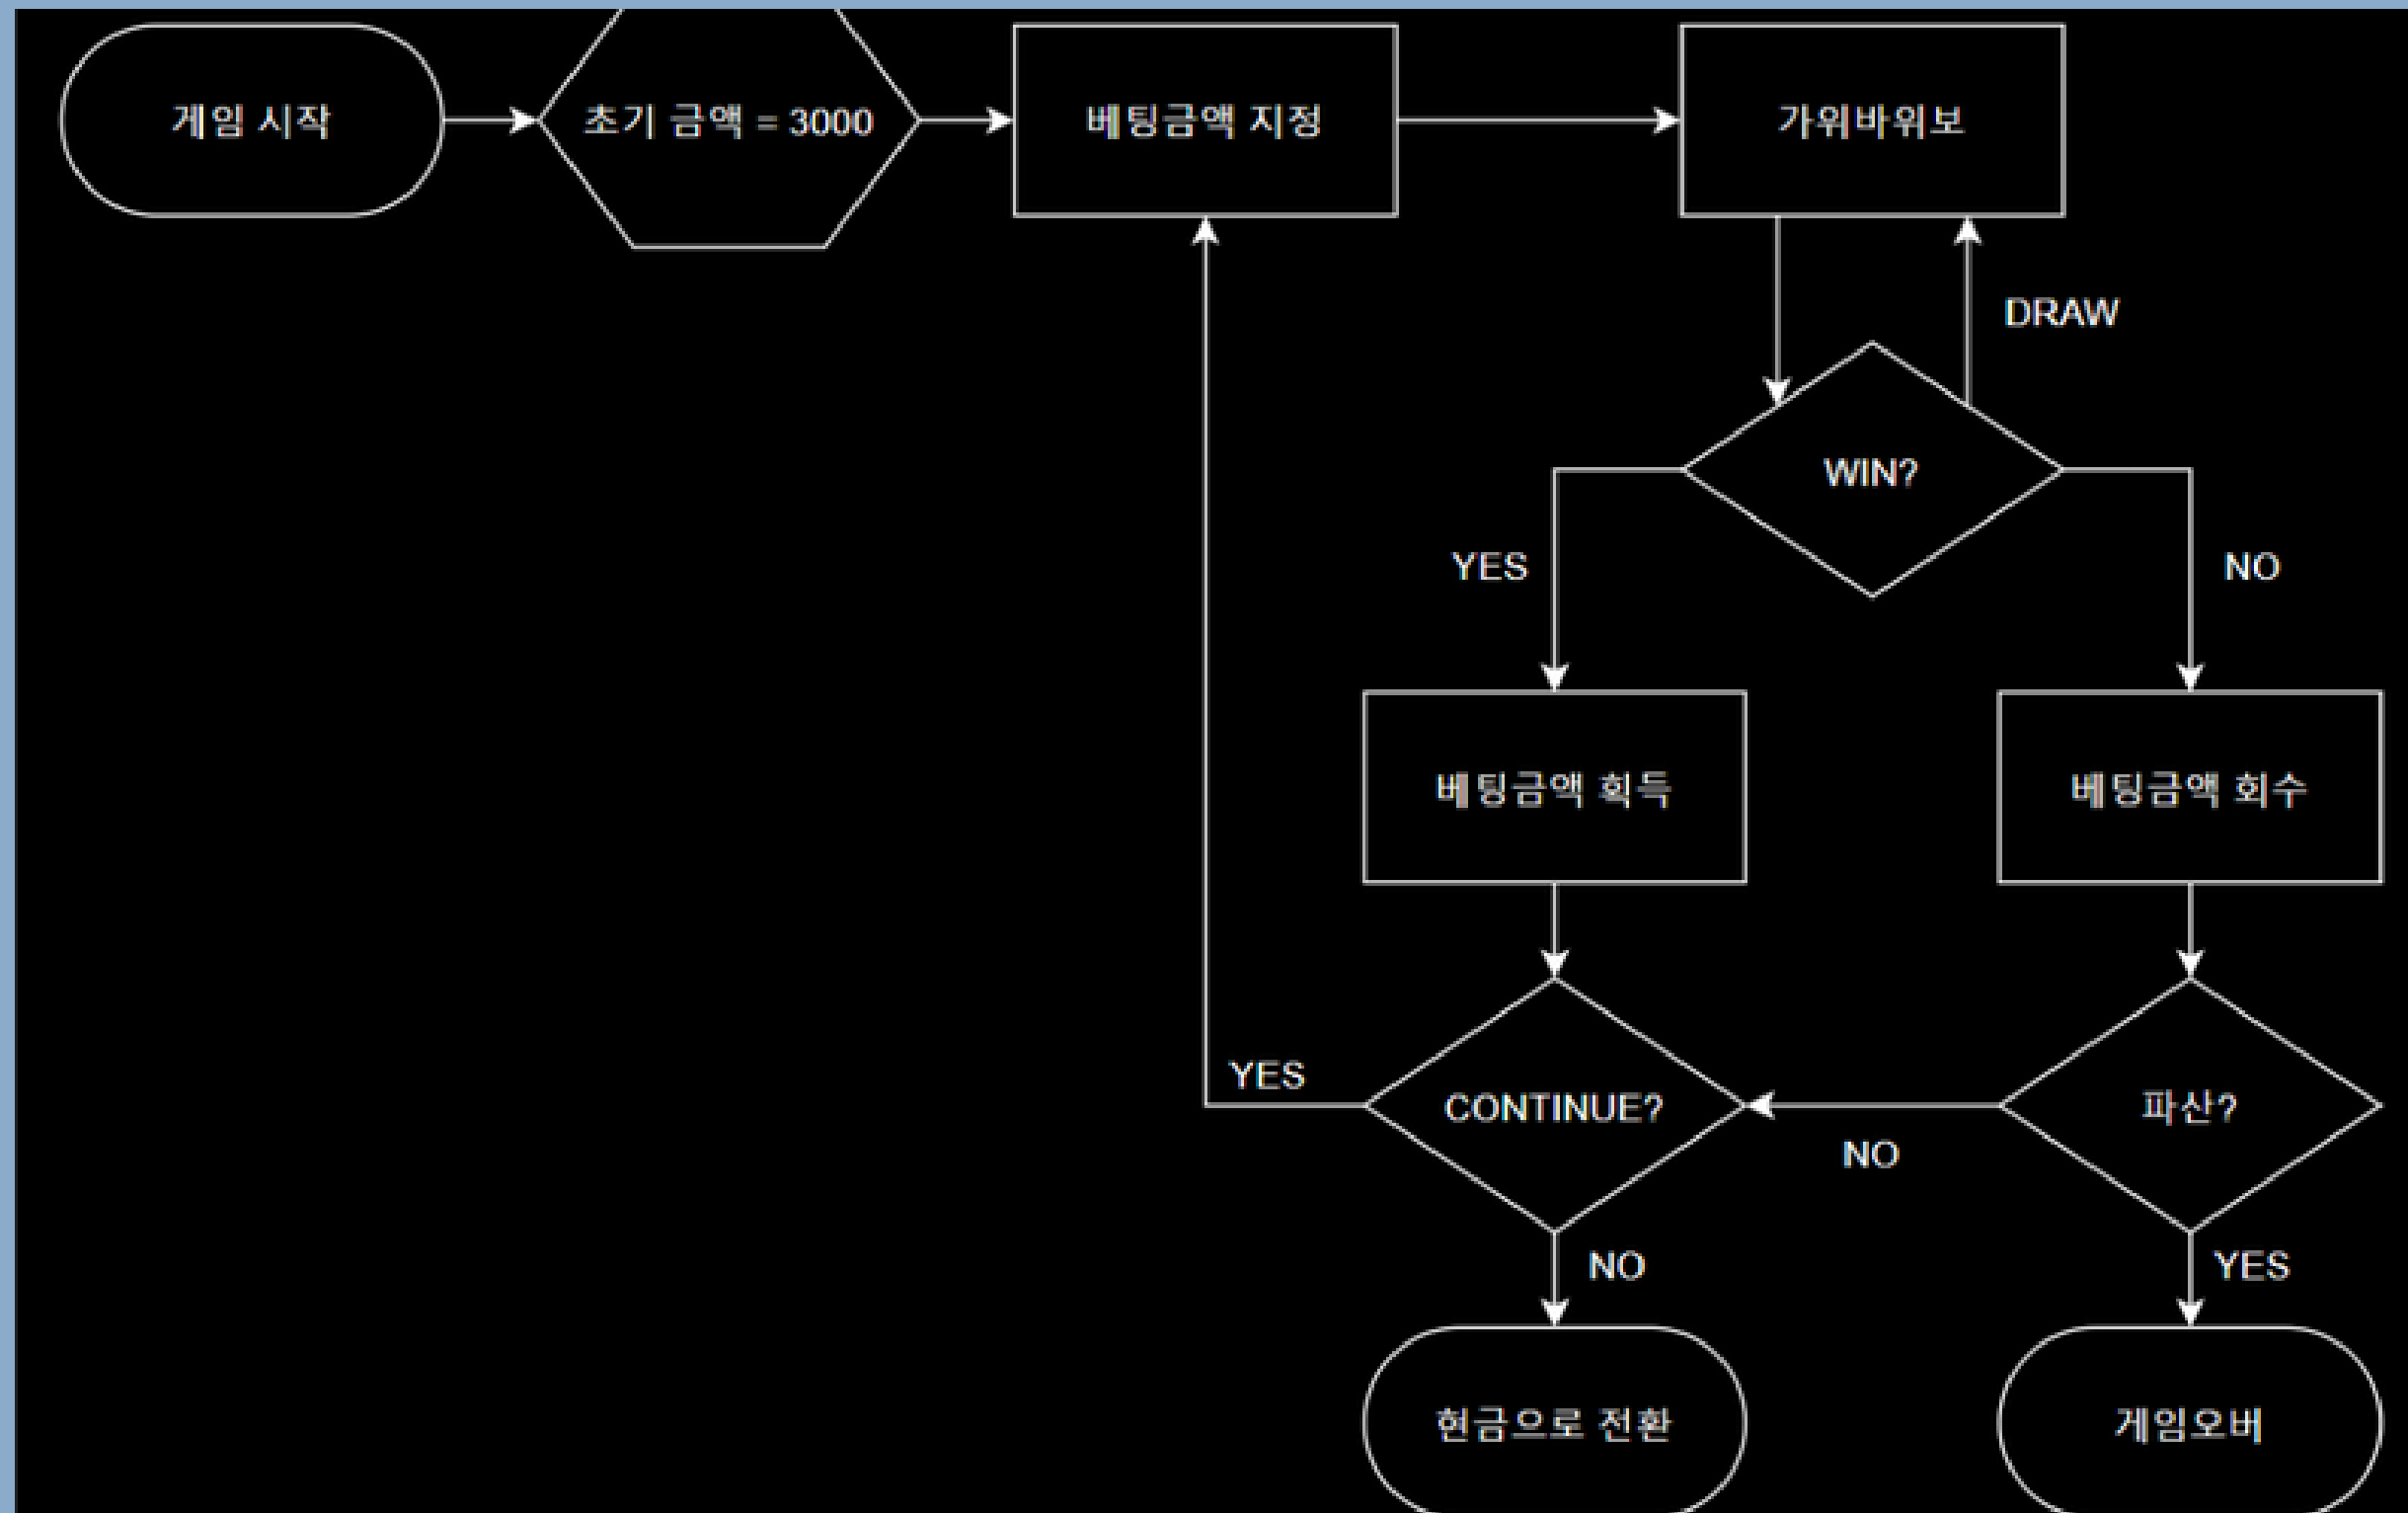 게임 시작
초기 금액 = 3000
베팅금액 지정
가위바위보
DRAW
WIN?
YES
NO
베팅금액 획득
베팅금액 회수
YES
CONTINUE?
NO
파산?
NO
YES
현금으로 전환
게임오버